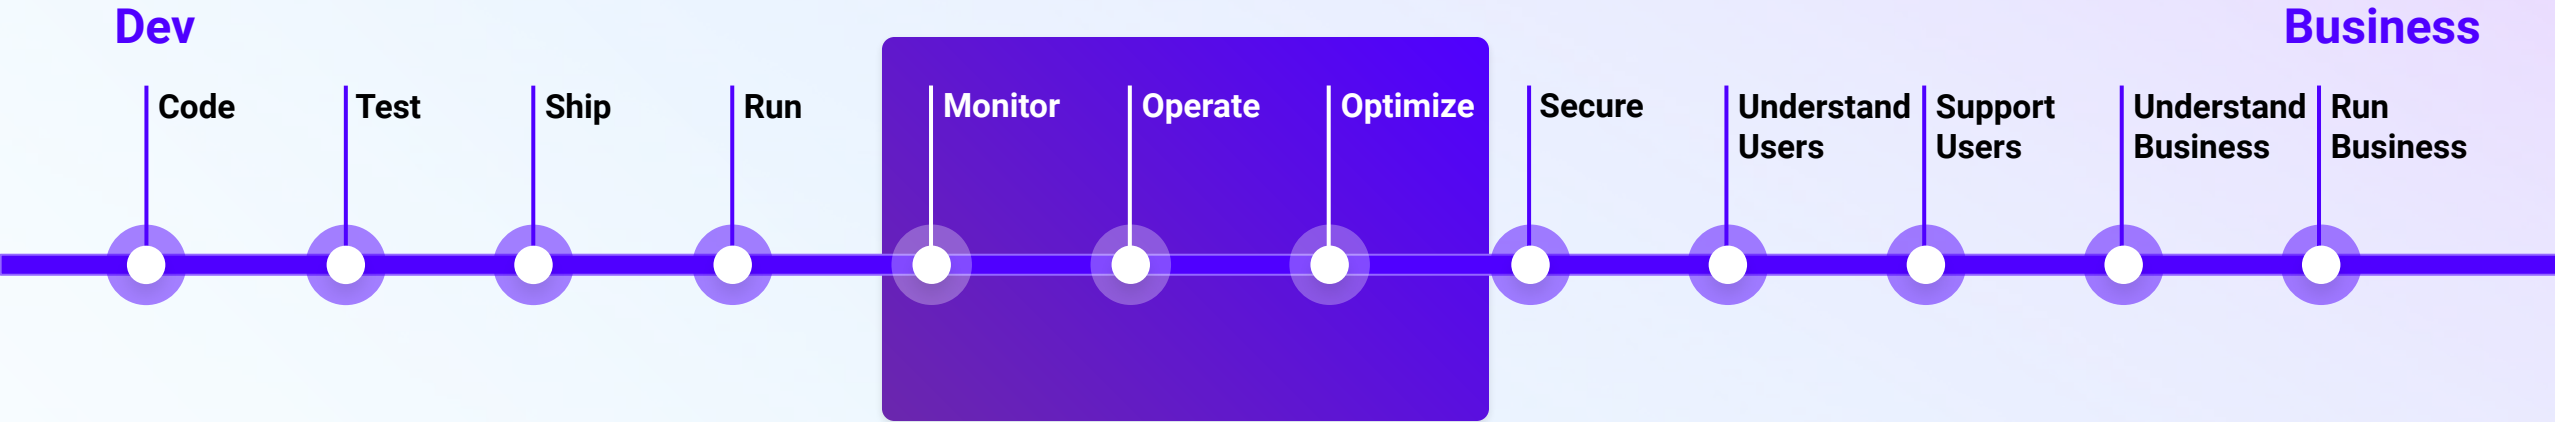 Dev
Business
Code
Test
Ship
Run
Monitor
Operate
Optimize
Secure
Understand
Users
Support
Users
Understand
Business
Run
Business